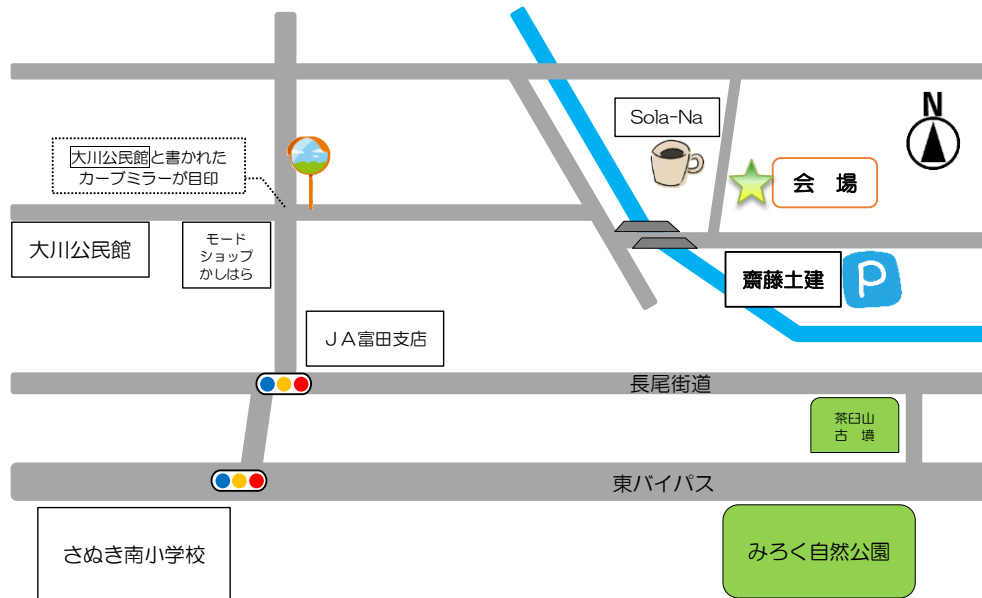 N
Sola-Na
大川公民館と書かれた
カーブミラーが目印
会 場
大川公民館
モード
ショップ
かしはら
齋藤土建
P
JA富田支店
長尾街道
茶臼山
古 墳
東バイパス
さぬき南小学校
みろく自然公園